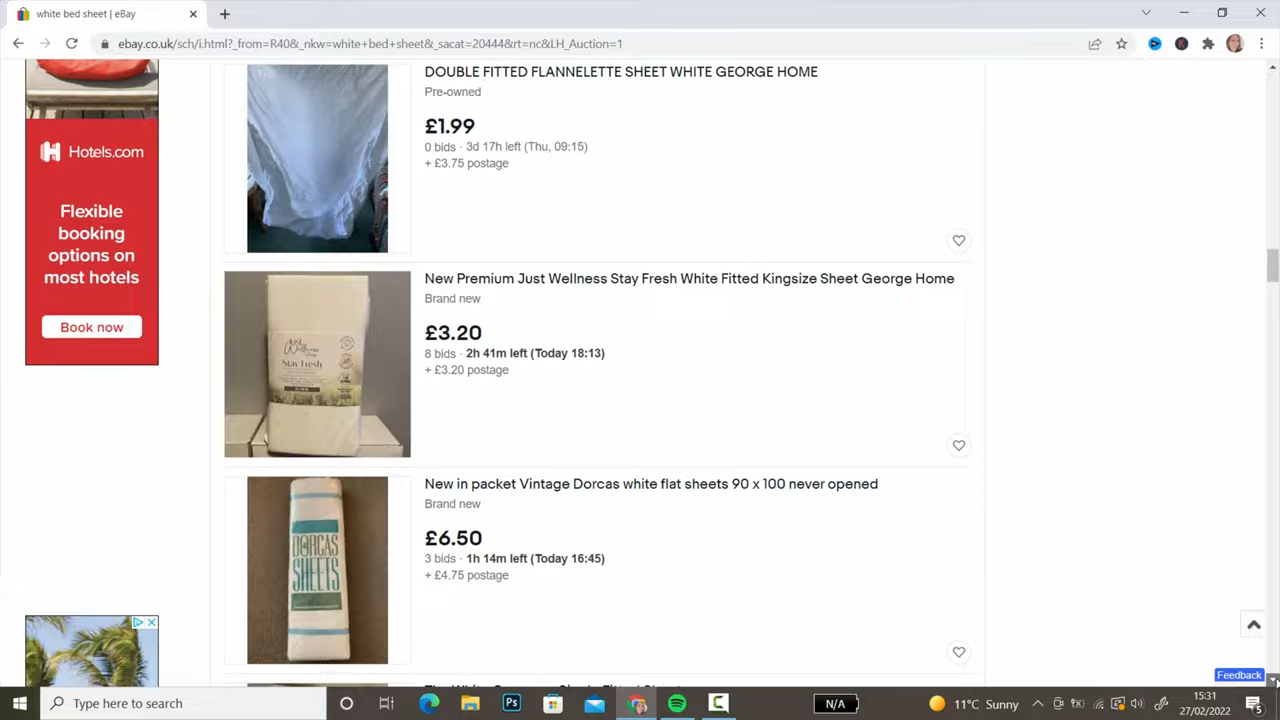 white bed sheet | eBay
ebay.co.uk/sch/i.html?_from=R40&_nkw=white+bed+sheet&_sacat=20444&rt=nc&LH_Auction=1
Hotels.com
Flexible
booking
options on
most hotels
Book now
DOUBLE FITTED FLANNELETTE SHEET WHITE GEORGE HOME
Pre-owned
£1.99
0 bids · 3d 17h left (Thu, 09:15)
+ £3.75 postage
New Premium Just Wellness Stay Fresh White Fitted Kingsize Sheet George Home
Brand new
£3.20
8 bids · 2h 41m left (Today 18:13)
+ £3.20 postage
Just
Wellness
Stay Fresh
New in packet Vintage Dorcas white flat sheets 90 x 100 never opened
Brand new
£6.50
3 bids · 1h 14m left (Today 16:45)
+ £4.75 postage
DORCAS
SHEETS
Feedback
Type here to search
Ps
N/A
11°C Sunny
15:31
27/02/2022
5